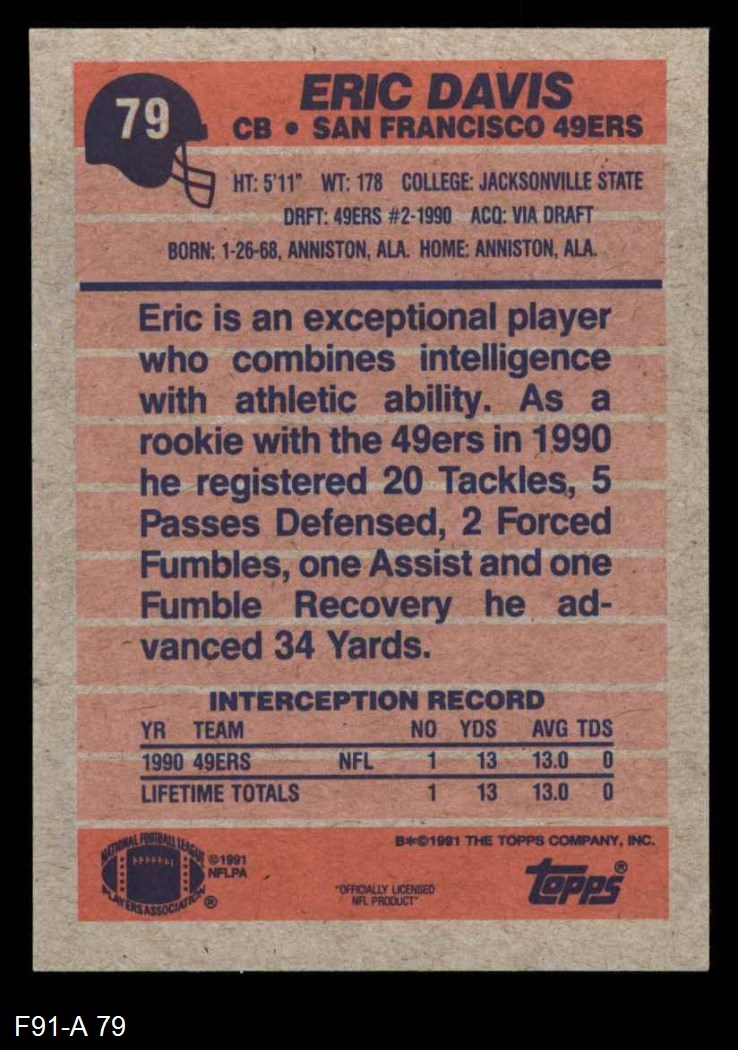 79
ERIC DAVIS
CB • SAN FRANCISCO 49ERS
HT: 5'11" WT: 178 COLLEGE: JACKSONVILLE STATE
DRFT: 49ERS #2-1990 ACQ: VIA DRAFT
BORN: 1-26-68, ANNISTON, ALA. HOME: ANNISTON, ALA.
Eric is an exceptional player
who combines intelligence
with athletic ability. As a
rookie with the 49ers in 1990
he registered 20 Tackles, 5
Passes Defensed, 2 Forced
Fumbles, one Assist and one
Fumble Recovery he ad-
vanced 34 Yards.
INTERCEPTION RECORD
YR TEAM NO YDS AVG TDS
1990 49ERS NFL 1 13 13.0 0
LIFETIME TOTALS 1 13 13.0 0
B*©1991 THE TOPPS COMPANY, INC.
NATIONAL FOOTBALL LEAGUE
PLAYERS ASSOCIATION ®
©1991
NFLPA
"OFFICIALLY LICENSED
NFL PRODUCT"
topps®
F91-A 79